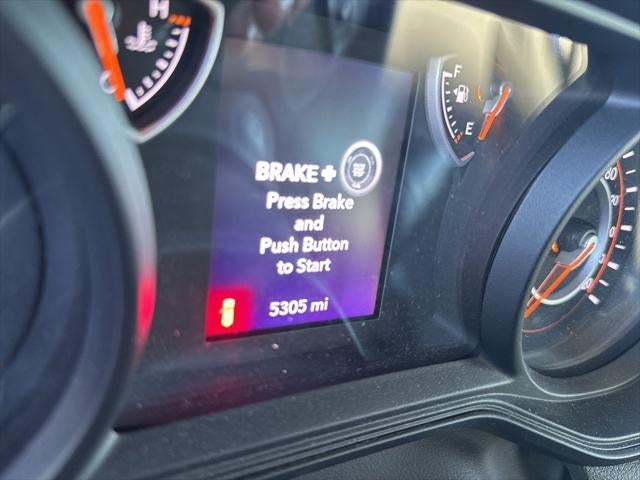 H
F
E
BRAKE +
Press Brake
and
Push Button
to Start
5305 mi